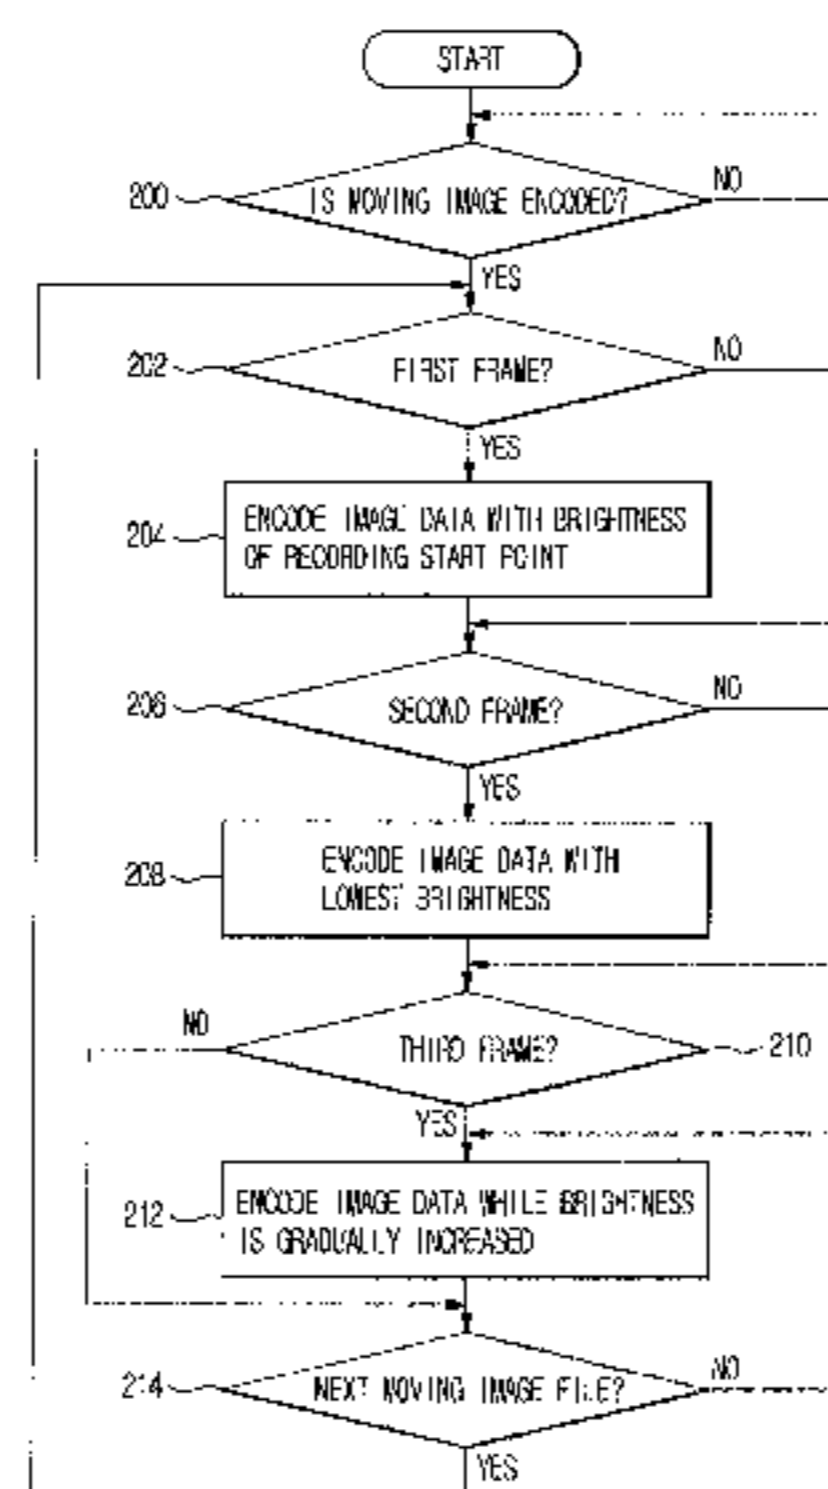 START
200
IS MOVING IMAGE ENCODED?
NO
YES
202
FIRST FRAME?
NO
YES
204
ENCODE IMAGE DATA WITH BRIGHTNESS
OF RECORDING START POINT
206
SECOND FRAME?
NO
YES
208
ENCODE IMAGE DATA WITH
LOWEST BRIGHTNESS
NO
THIRD FRAME?
210
YES
212
ENCODE IMAGE DATA WHILE BRIGHTNESS
IS GRADUALLY INCREASED
214
NEXT MOVING IMAGE FILE?
NO
YES